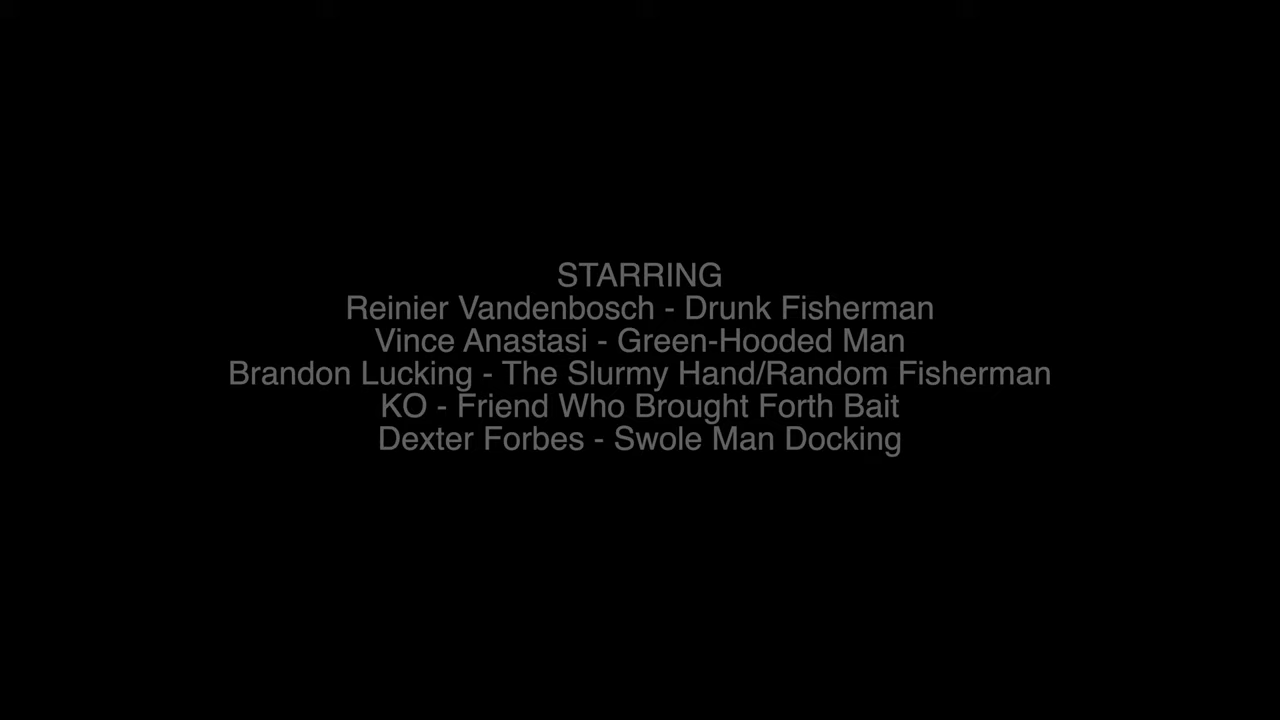 STARRING
Reinier Vandenbosch - Drunk Fisherman
Vince Anastasi - Green-Hooded Man
Brandon Lucking - The Slurmy Hand/Random Fisherman
KO - Friend Who Brought Forth Bait
Dexter Forbes - Swole Man Docking